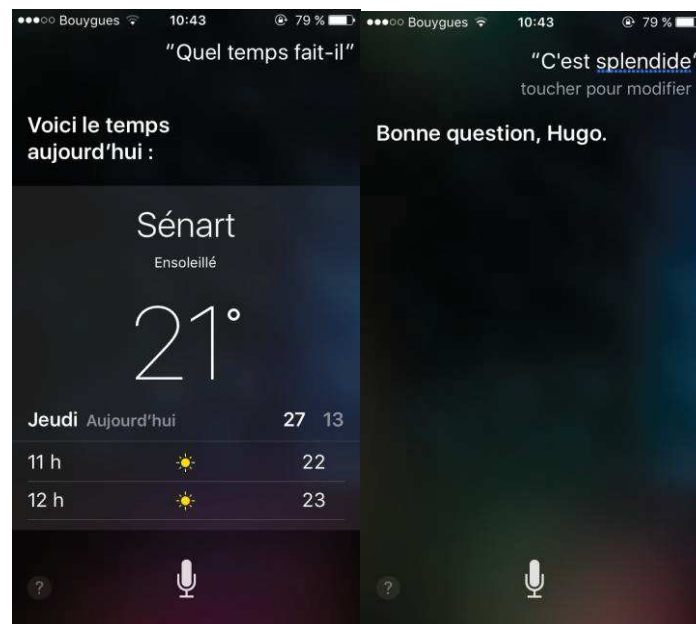 ●●●○○ Bouygues 10:43 79 %
"Quel temps fait-il"
Voici le temps
aujourd'hui :
Sénart
Ensoleillé
21°
Jeudi Aujourd'hui 27 13
11 h 22
12 h 23
?
●●●○○ Bouygues 10:43 79 %
"C'est splendide"
toucher pour modifier
Bonne question, Hugo.
?